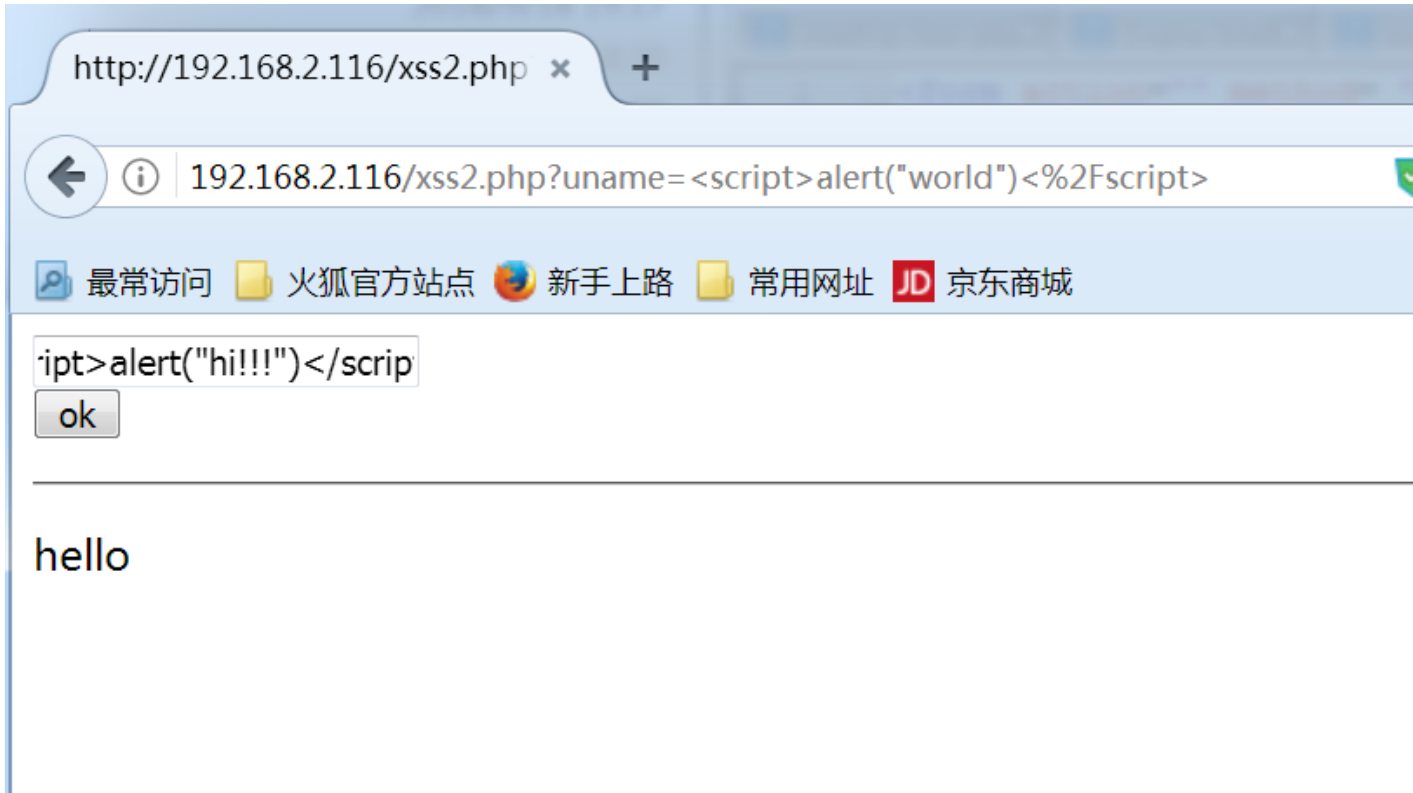 http://192.168.2.116/xss2.php × +
192.168.2.116/xss2.php?uname=<script>alert("world")<%2Fscript>
最常访问 火狐官方站点 新手上路 常用网址 JD 京东商城
ipt>alert("hi!!!")</scrip
ok
hello